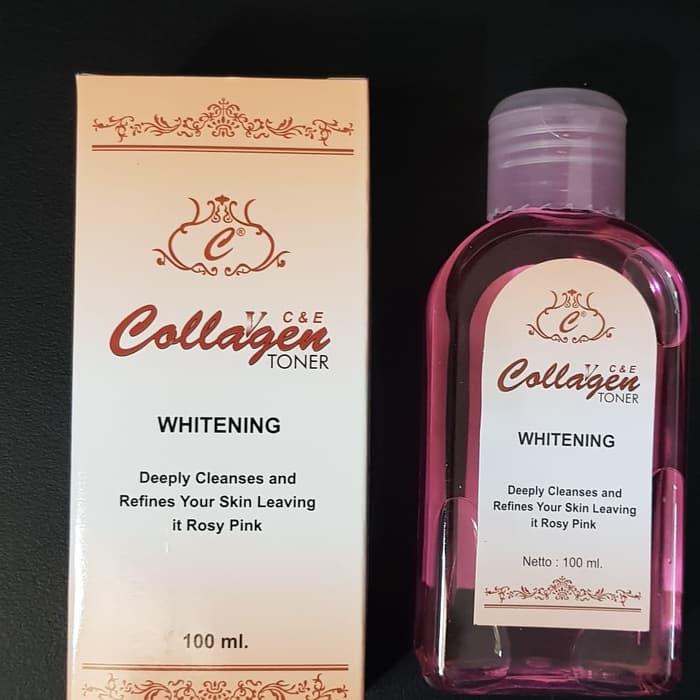 C®
V C & E
Collagen
TONER
WHITENING
Deeply Cleanses and
Refines Your Skin Leaving
it Rosy Pink
100 ml.
C®
V C & E
Collagen
TONER
WHITENING
Deeply Cleanses and
Refines Your Skin Leaving
it Rosy Pink
Netto : 100 ml.